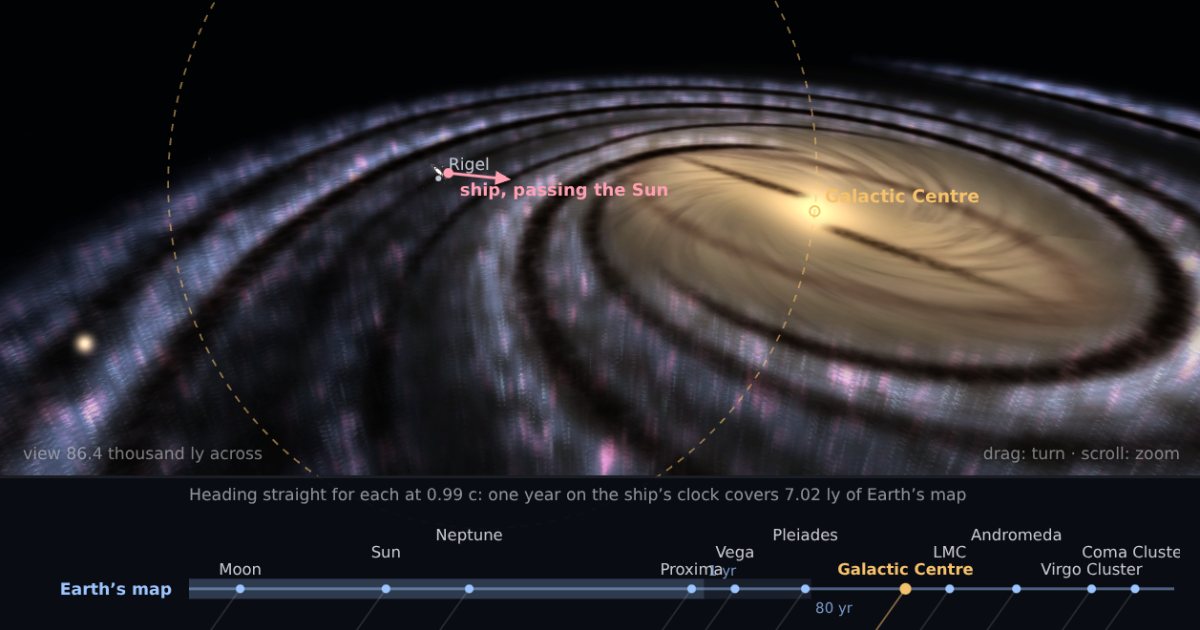 Rigel
ship, passing the Sun
Galactic Centre
view 86.4 thousand ly across
drag: turn · scroll: zoom
Heading straight for each at 0.99 c: one year on the ship’s clock covers 7.02 ly of Earth’s map
Neptune
Pleiades
Andromeda
Sun
Vega
LMC
Coma Cluste
Moon
Proxima
1 yr
Galactic Centre
Virgo Cluster
Earth’s map
80 yr